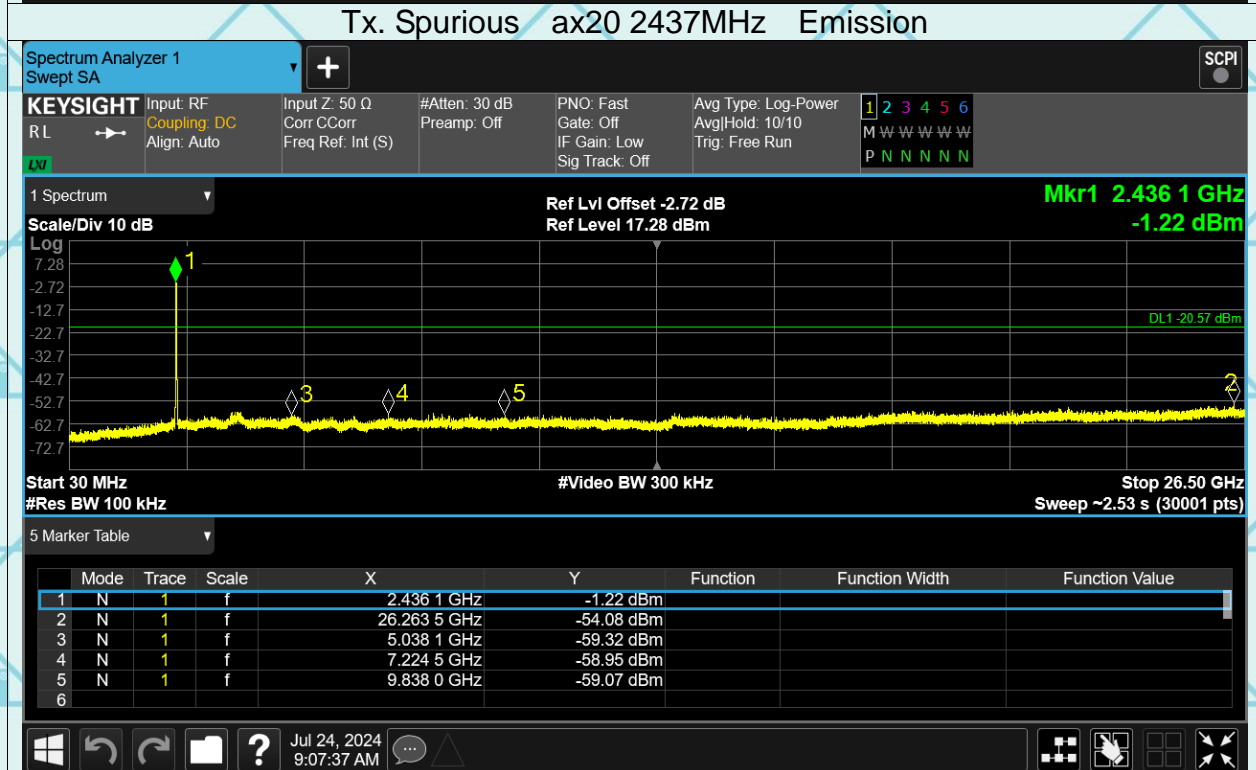 Tx. Spurious ax20 2437MHz Emission
Spectrum Analyzer 1
Swept SA
+
SCPI
KEYSIGHT
R L
LXI
Input: RF
Coupling: DC
Align: Auto
Input Z: 50 Ω
Corr CCorr
Freq Ref: Int (S)
#Atten: 30 dB
Preamp: Off
PNO: Fast
Gate: Off
IF Gain: Low
Sig Track: Off
Avg Type: Log-Power
Avg|Hold: 10/10
Trig: Free Run
1 2 3 4 5 6
M W W W W W
P N N N N N
1 Spectrum
Scale/Div 10 dB
Ref Lvl Offset -2.72 dB
Ref Level 17.28 dBm
Mkr1 2.436 1 GHz
-1.22 dBm
Log
7.28
-2.72
-12.7
-22.7
-32.7
-42.7
-52.7
-62.7
-72.7
1
DL1 -20.57 dBm
3
4
5
2
Start 30 MHz
#Video BW 300 kHz
Stop 26.50 GHz
#Res BW 100 kHz
Sweep ~2.53 s (30001 pts)
5 Marker Table
Mode Trace Scale X Y Function Function Width Function Value
1 N 1 f 2.436 1 GHz -1.22 dBm
2 N 1 f 26.263 5 GHz -54.08 dBm
3 N 1 f 5.038 1 GHz -59.32 dBm
4 N 1 f 7.224 5 GHz -58.95 dBm
5 N 1 f 9.838 0 GHz -59.07 dBm
6
?
Jul 24, 2024
9:07:37 AM